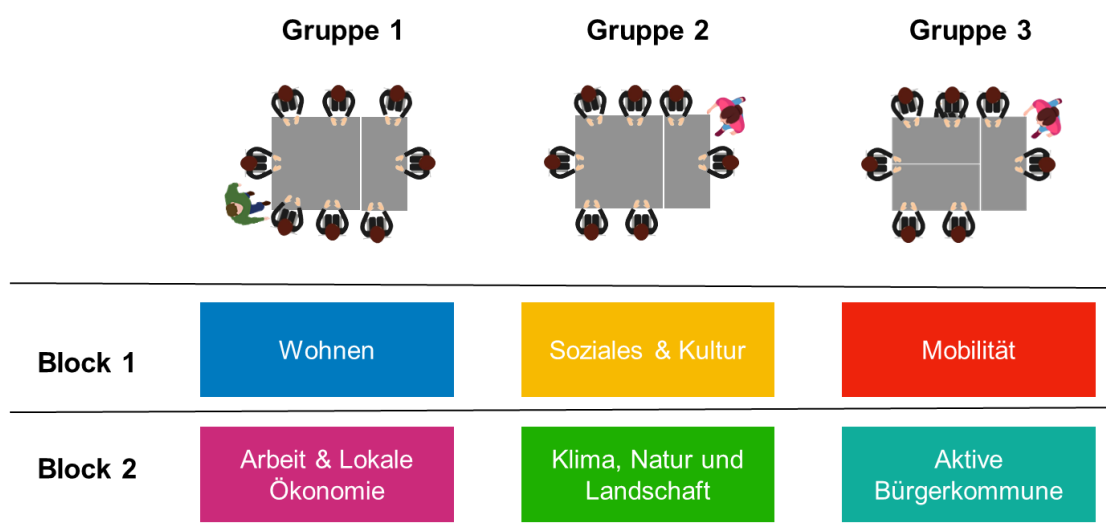 Gruppe 1
Gruppe 2
Gruppe 3
Block 1
Wohnen
Soziales & Kultur
Mobilität
Block 2
Arbeit & Lokale
Ökonomie
Klima, Natur und
Landschaft
Aktive
Bürgerkommune